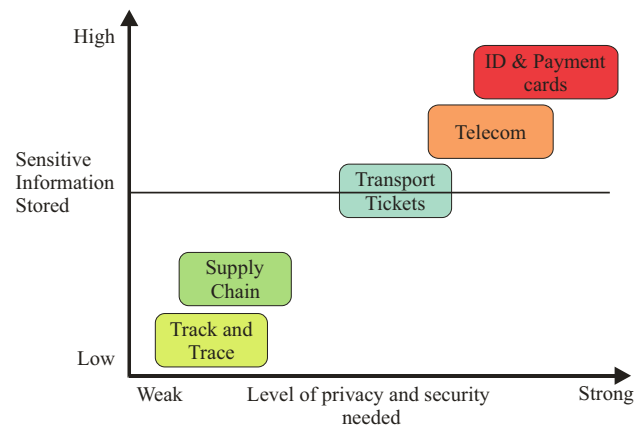 High
ID & Payment
cards
Telecom
Sensitive
Information
Stored
Transport
Tickets
Supply
Chain
Track and
Trace
Low
Weak
Level of privacy and security
needed
Strong